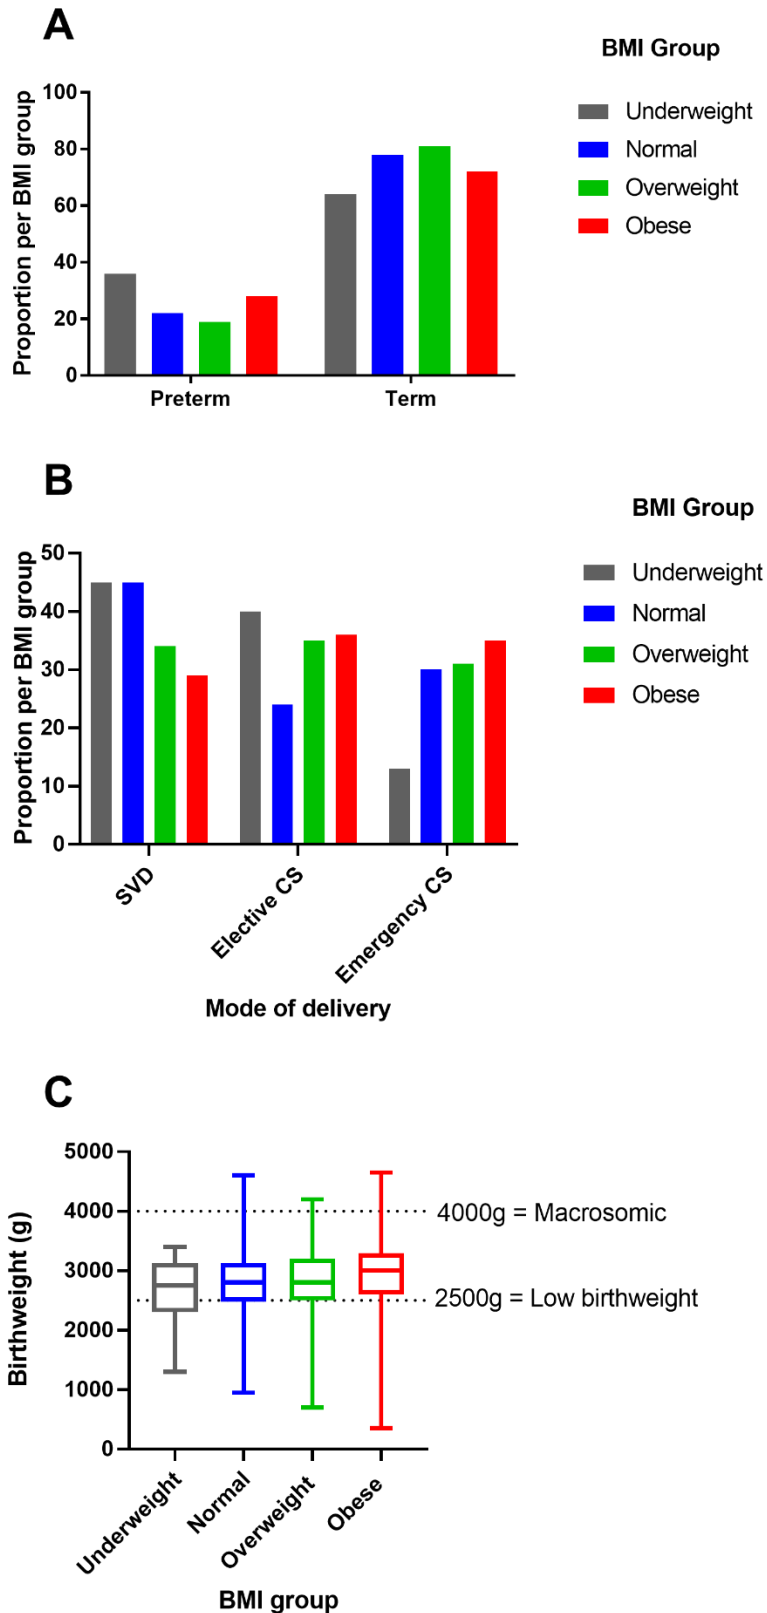 A
BMI Group
Underweight
Normal
Overweight
Obese
Proportion per BMI group
100
80
60
40
20
0
Preterm Term
B
BMI Group
Underweight
Normal
Overweight
Obese
Proportion per BMI group
50
40
30
20
10
0
SVD
Elective CS
Emergency CS
Mode of delivery
C
Birthweight (g)
5000
4000
3000
2000
1000
0
4000g = Macrosomic
2500g = Low birthweight
Underweight
Normal
Overweight
Obese
BMI group